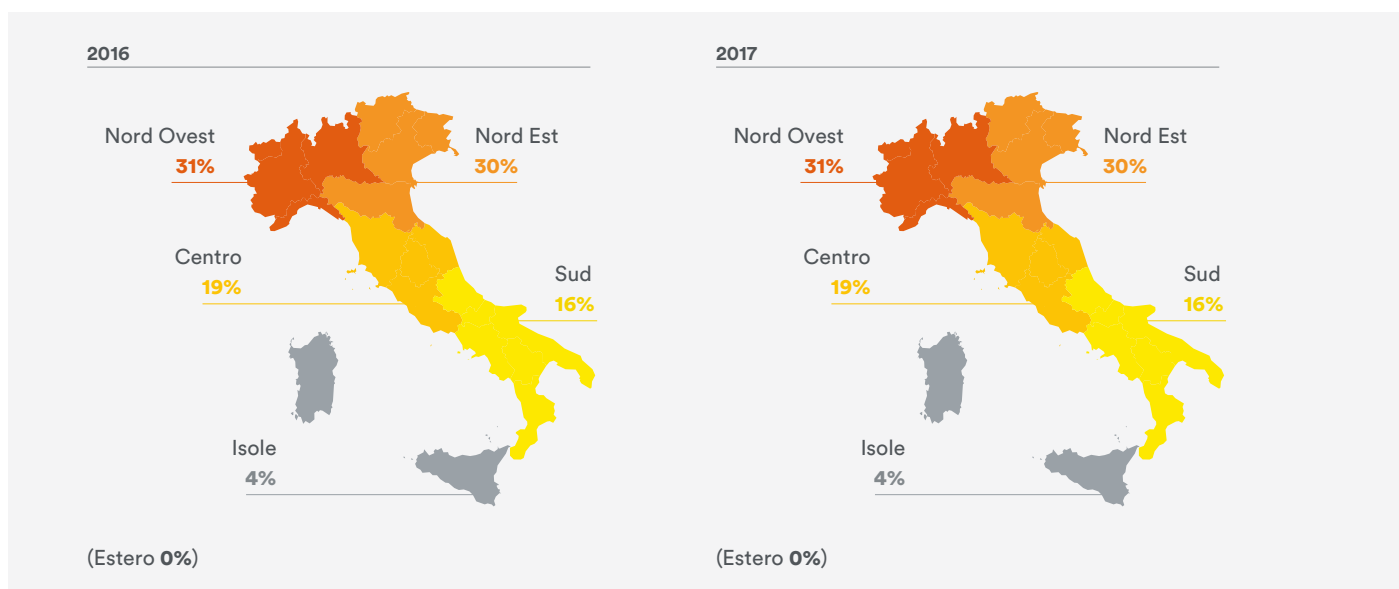 2016
Nord Ovest
31%
Nord Est
30%
Centro
19%
Sud
16%
Isole
4%
(Estero 0%)
2017
Nord Ovest
31%
Nord Est
30%
Centro
19%
Sud
16%
Isole
4%
(Estero 0%)